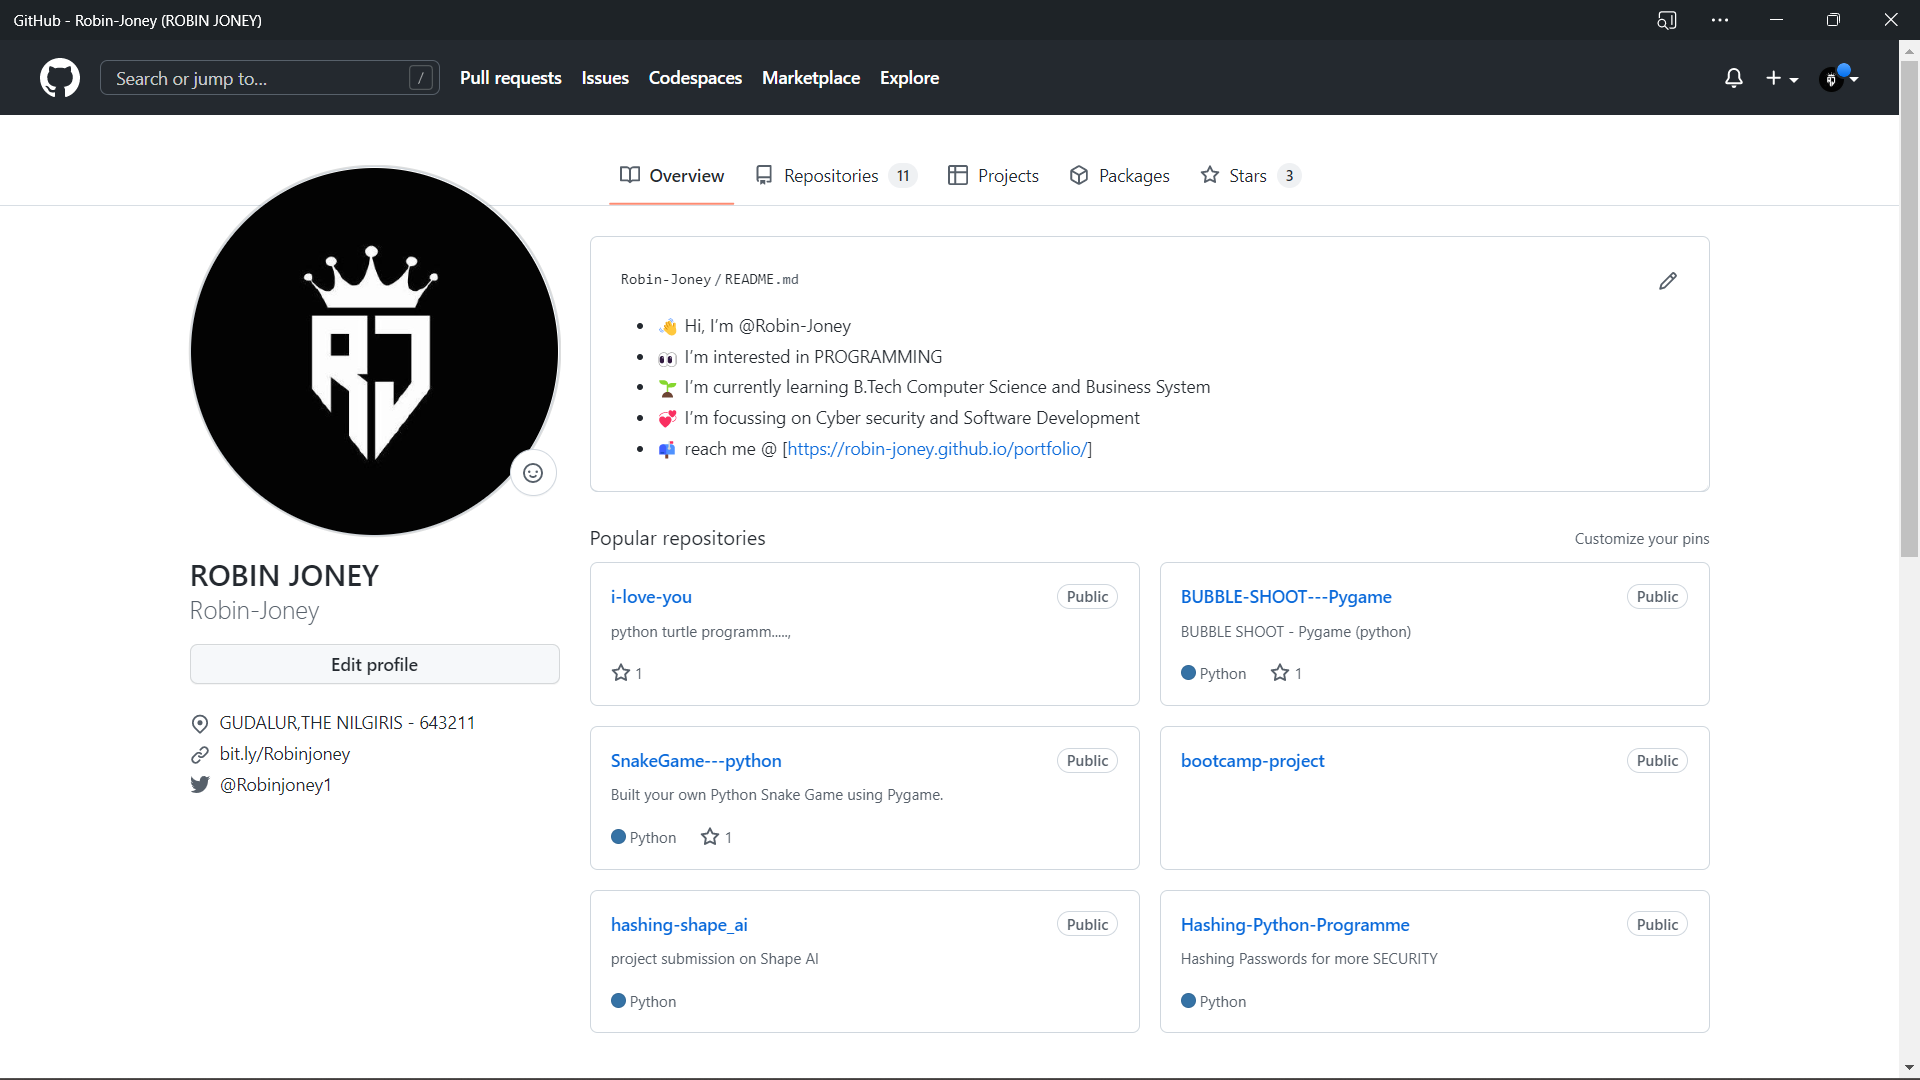 GitHub - Robin-Joney (ROBIN JONEY)
Search or jump to... /
Pull requests Issues Codespaces Marketplace Explore
Overview Repositories 11 Projects Packages Stars 3
RJ
ROBIN JONEY
Robin-Joney
Edit profile
GUDALUR,THE NILGIRIS - 643211
bit.ly/Robinjoney
@Robinjoney1
Robin-Joney / README.md
👋 Hi, I’m @Robin-Joney
👀 I’m interested in PROGRAMMING
🌱 I’m currently learning B.Tech Computer Science and Business System
💞️ I’m focussing on Cyber security and Software Development
📫 reach me @ [https://robin-joney.github.io/portfolio/]
Popular repositories
Customize your pins
i-love-you Public
python turtle programm.....,
1
BUBBLE-SHOOT---Pygame Public
BUBBLE SHOOT - Pygame (python)
Python 1
SnakeGame---python Public
Built your own Python Snake Game using Pygame.
Python 1
bootcamp-project Public
hashing-shape_ai Public
project submission on Shape AI
Python
Hashing-Python-Programme Public
Hashing Passwords for more SECURITY
Python